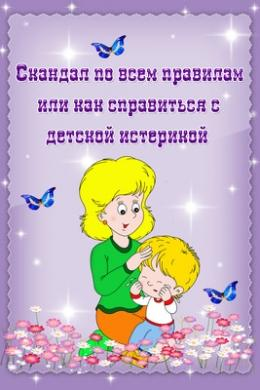 Скандал по всем правилам
или как справиться с
детской истерикой